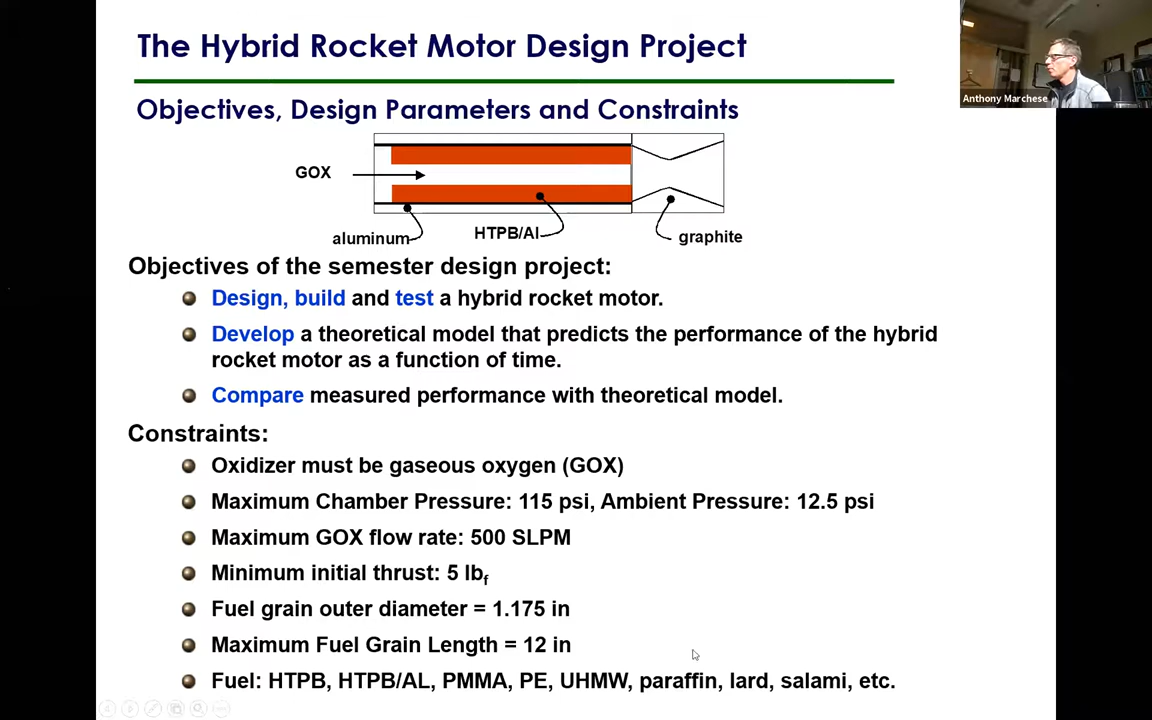 The Hybrid Rocket Motor Design Project
Anthony Marchese
Objectives, Design Parameters and Constraints
GOX
aluminum
HTPB/Al
graphite
Objectives of the semester design project:
Design, build and test a hybrid rocket motor.
Develop a theoretical model that predicts the performance of the hybrid
rocket motor as a function of time.
Compare measured performance with theoretical model.
Constraints:
Oxidizer must be gaseous oxygen (GOX)
Maximum Chamber Pressure: 115 psi, Ambient Pressure: 12.5 psi
Maximum GOX flow rate: 500 SLPM
Minimum initial thrust: 5 lbf
Fuel grain outer diameter = 1.175 in
Maximum Fuel Grain Length = 12 in
Fuel: HTPB, HTPB/AL, PMMA, PE, UHMW, paraffin, lard, salami, etc.